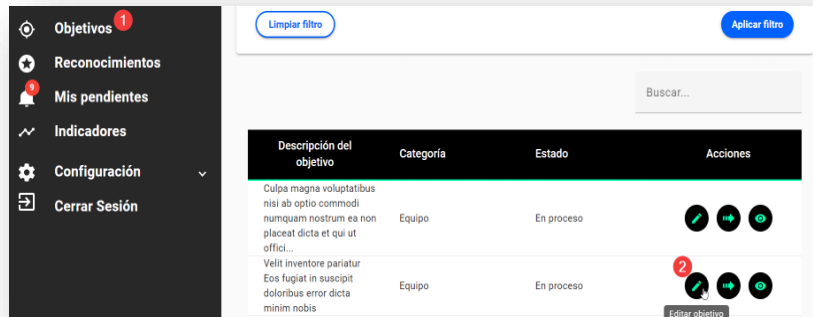 Objetivos 1
Reconocimientos
9
Mis pendientes
Indicadores
Configuración
Cerrar Sesión
Limpiar filtro
Aplicar filtro
Buscar...
Descripción del
objetivo
Categoría
Estado
Acciones
Culpa magna voluptatibus
nisi ab optio commodi
numquam nostrum ea non
placeat dicta et qui ut
offici...
Equipo
En proceso
Velit inventore pariatur
Eos fugiat in suscipit
doloribus error dicta
minim nobis
Equipo
En proceso
2
Editar objetivo